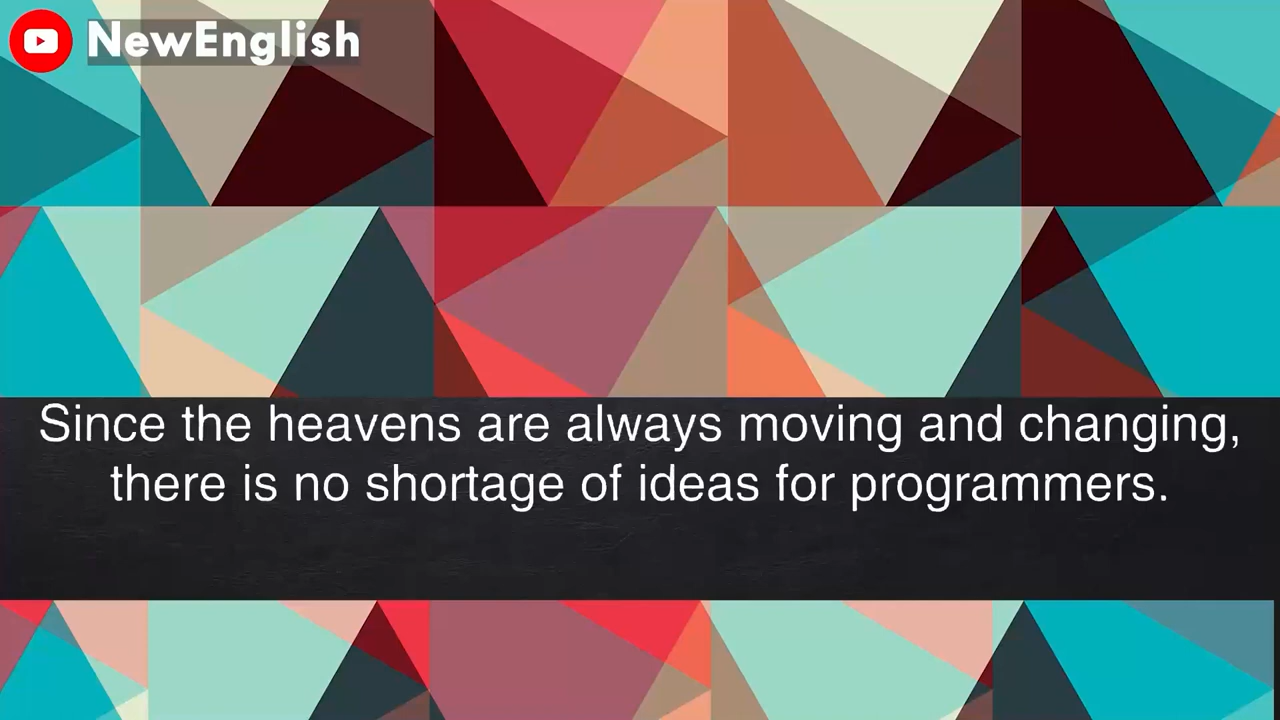 NewEnglish
Since the heavens are always moving and changing,
there is no shortage of ideas for programmers.